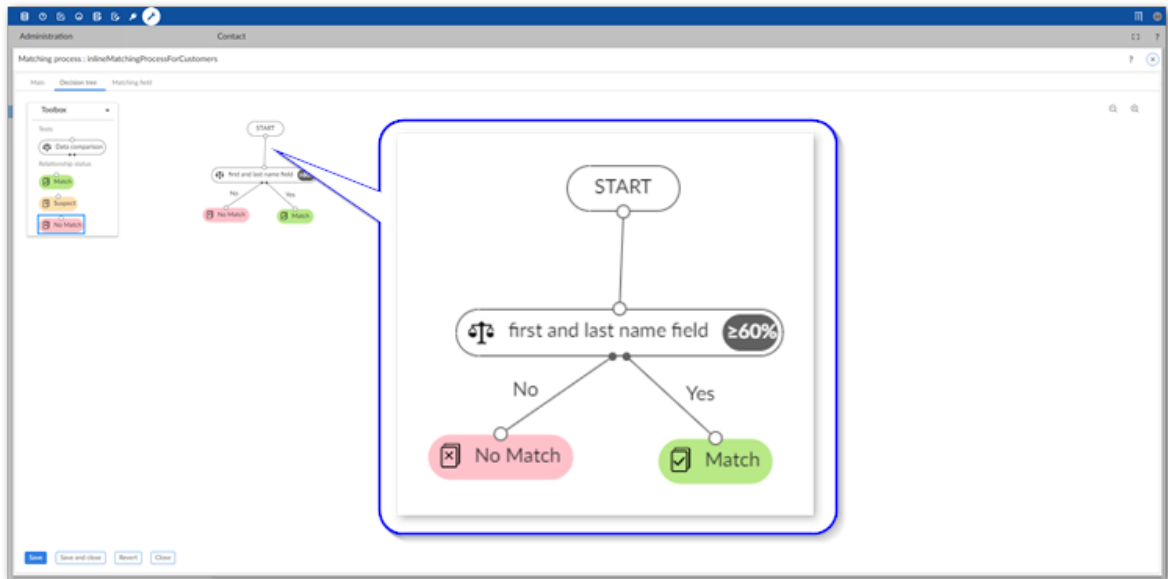 Administration
Contact
?
Matching process : inlineMatchingProcessForCustomers
?
Main
Decision tree
Matching field
Toolbox
Tests
Data comparison
Relationship status
Match
Suspect
No Match
START
first and last name field
No
Yes
No Match
Match
START
first and last name field
≥60%
No
Yes
No Match
Match
Save
Save and close
Revert
Close